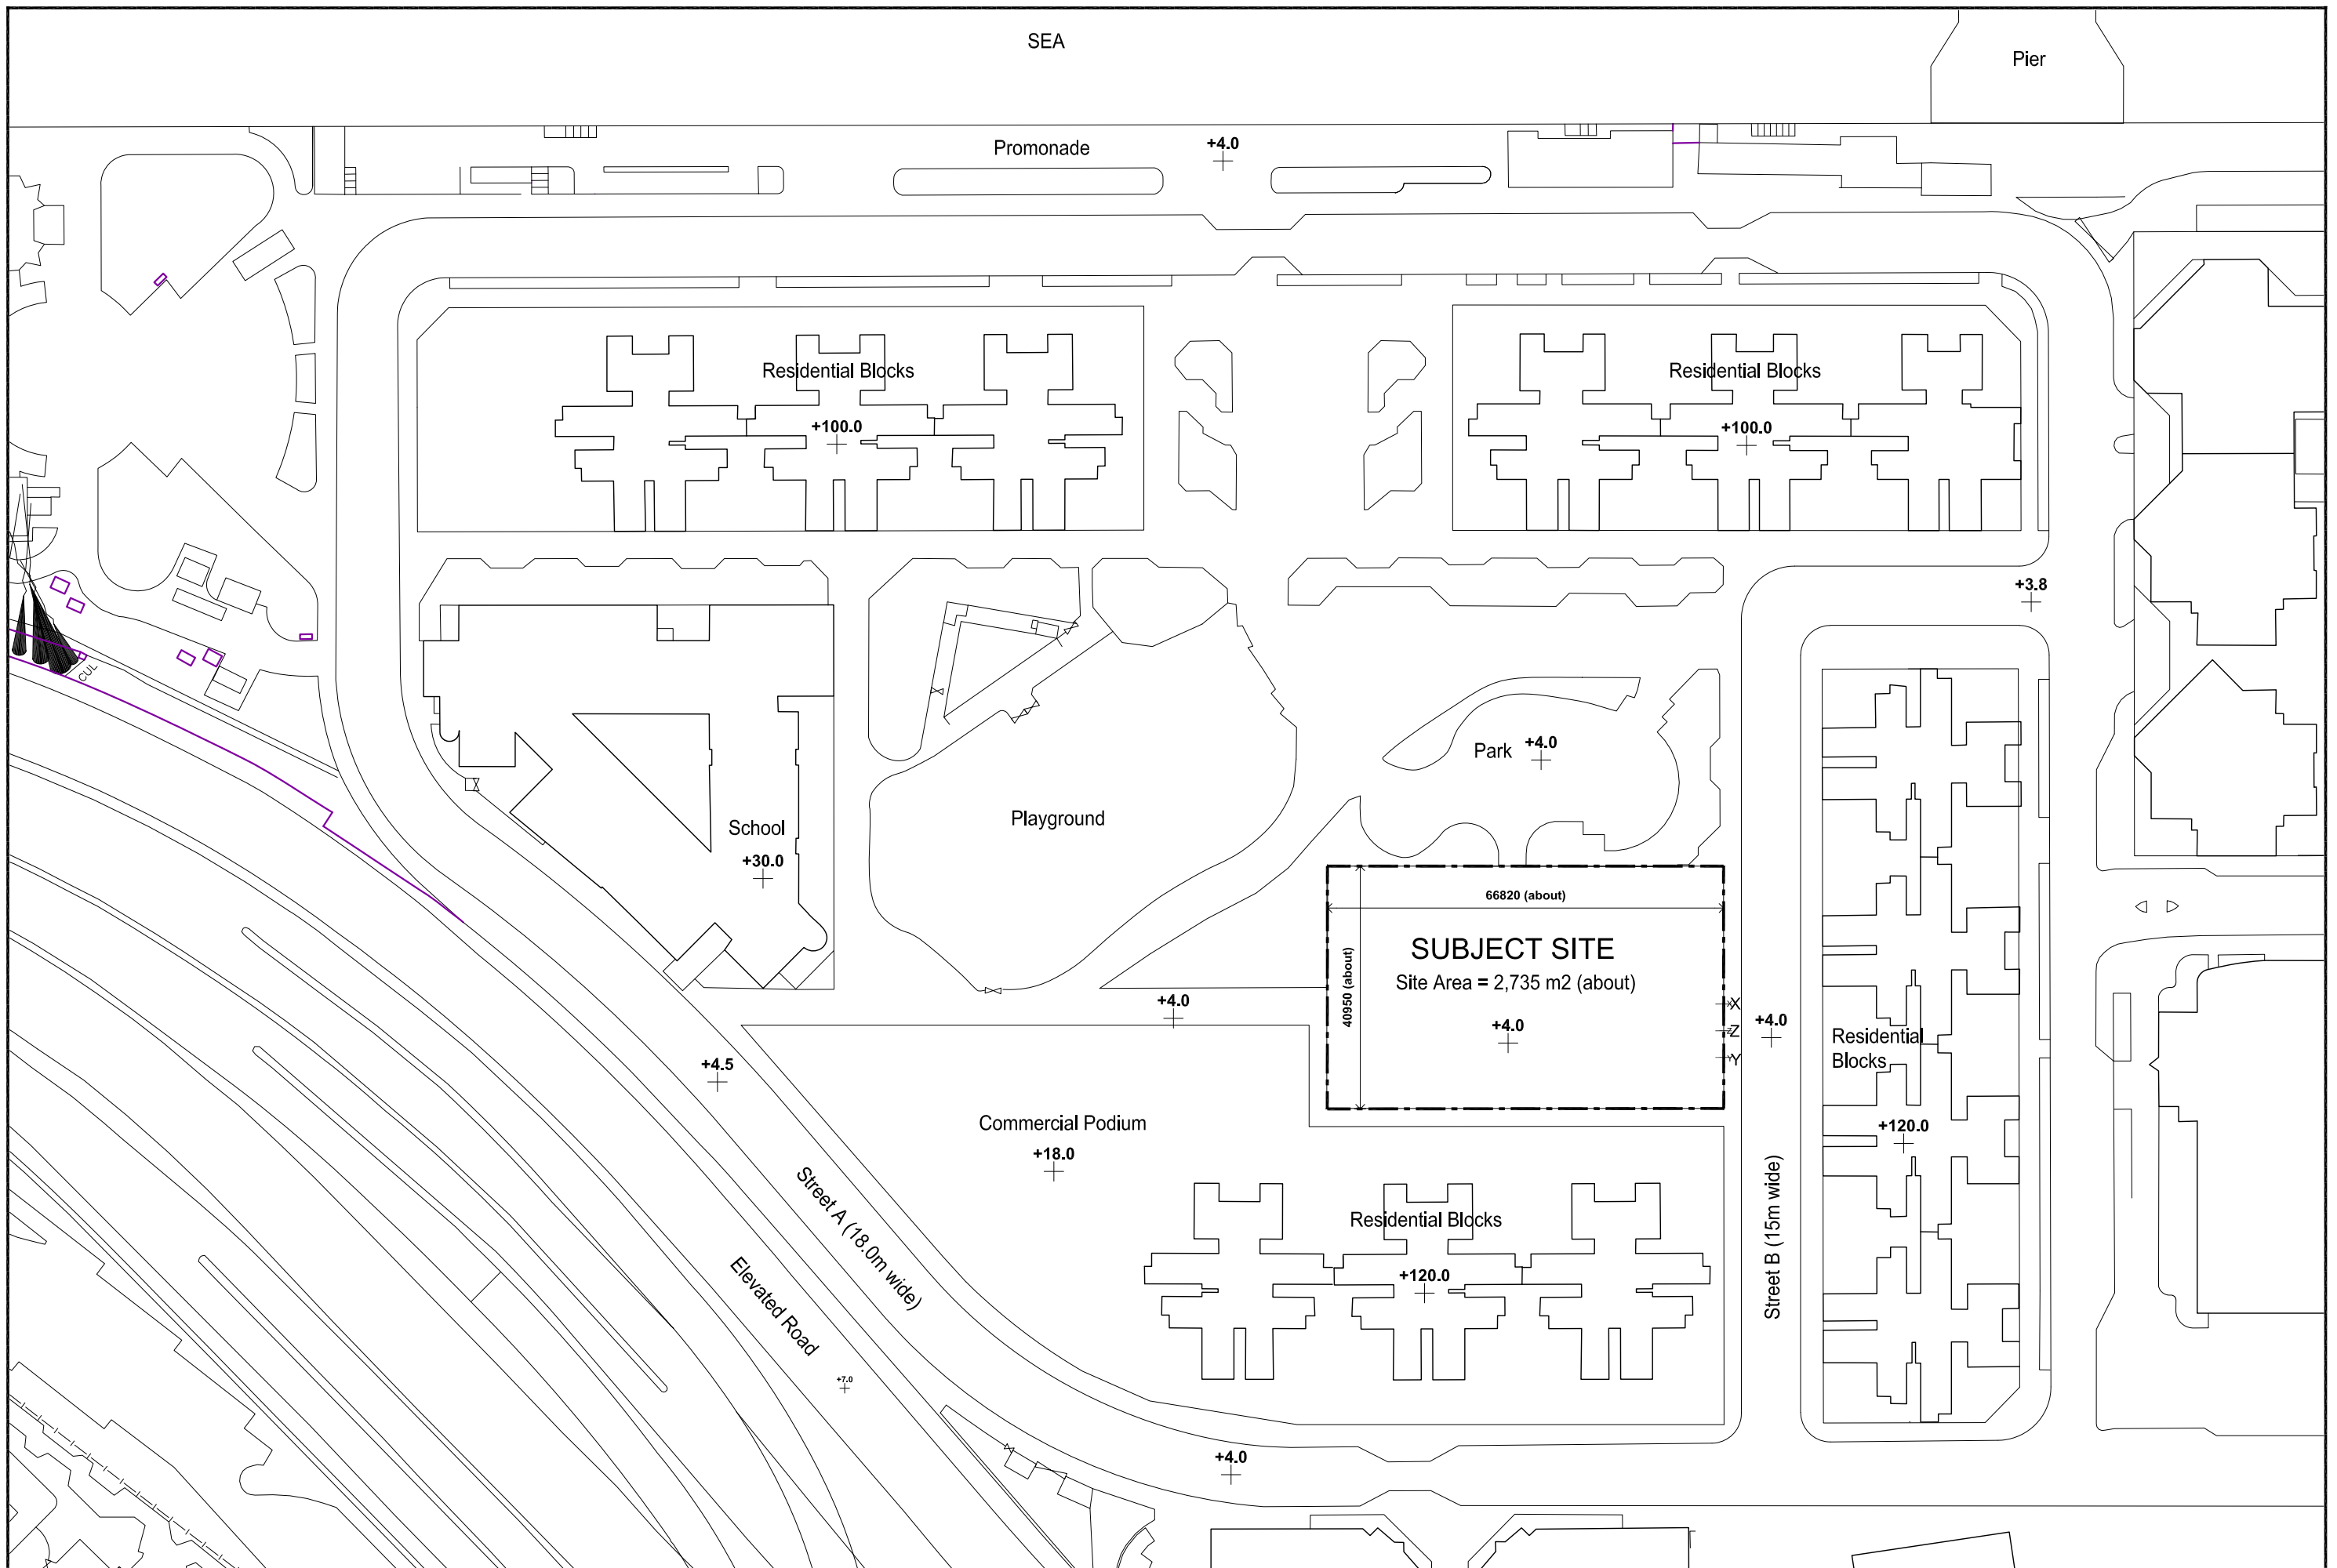 SEA
Pier
Promonade
+4.0
Residential Blocks
+100.0
Residential Blocks
+100.0
+3.8
CUL
Park
+4.0
Playground
School
+30.0
66820 (about)
40950 (about)
SUBJECT SITE
Site Area = 2,735 m2 (about)
+4.0
X
Z
Y
+4.0
+4.0
+4.5
Residential
Blocks
+120.0
Commercial Podium
+18.0
Street A (18.0m wide)
Elevated Road
+7.0
Residential Blocks
+120.0
Street B (15m wide)
+4.0